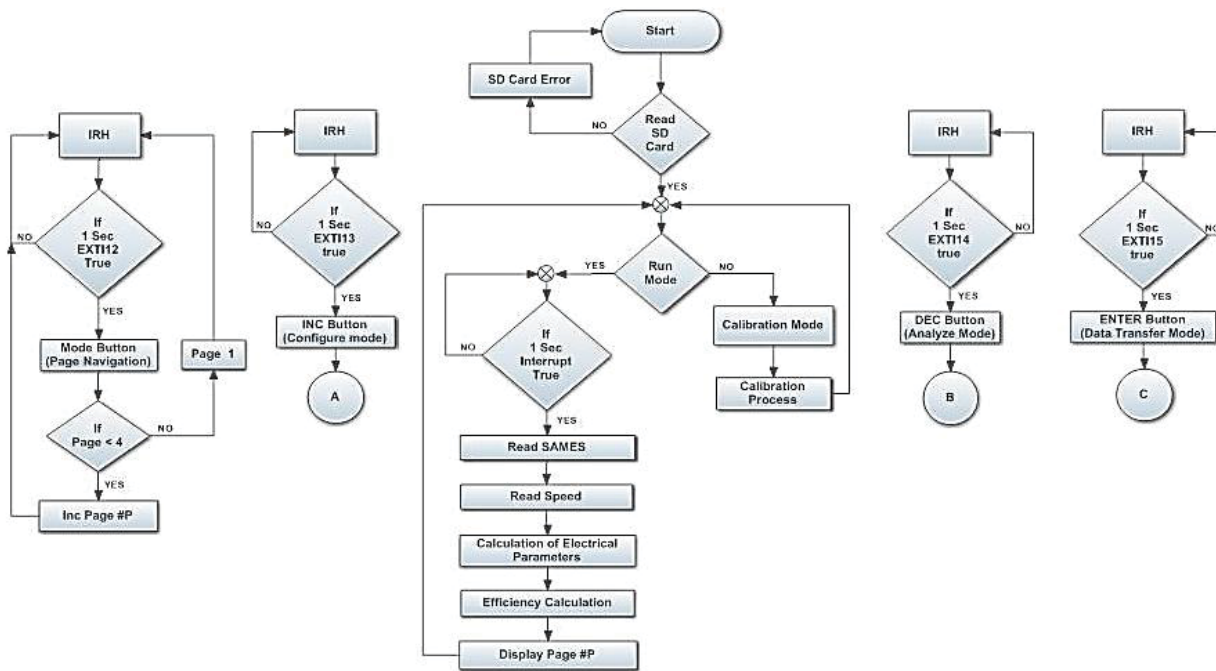 Start
SD Card Error
NO
Read
SD
Card
YES
Run
Mode
YES
NO
If
1 Sec
Interrupt
True
NO
YES
Calibration Mode
Calibration
Process
Read SAMES
Read Speed
Calculation of Electrical
Parameters
Efficiency Calculation
Display Page #P
IRH
If
1 Sec
EXTI12
True
NO
YES
Mode Button
(Page Navigation)
Page 1
If
Page < 4
NO
YES
Inc Page #P
IRH
If
1 Sec
EXTI13
true
NO
YES
INC Button
(Configure mode)
A
IRH
If
1 Sec
EXTI14
true
NO
YES
DEC Button
(Analyze Mode)
B
IRH
If
1 Sec
EXTI15
true
NO
YES
ENTER Button
(Data Transfer Mode)
C